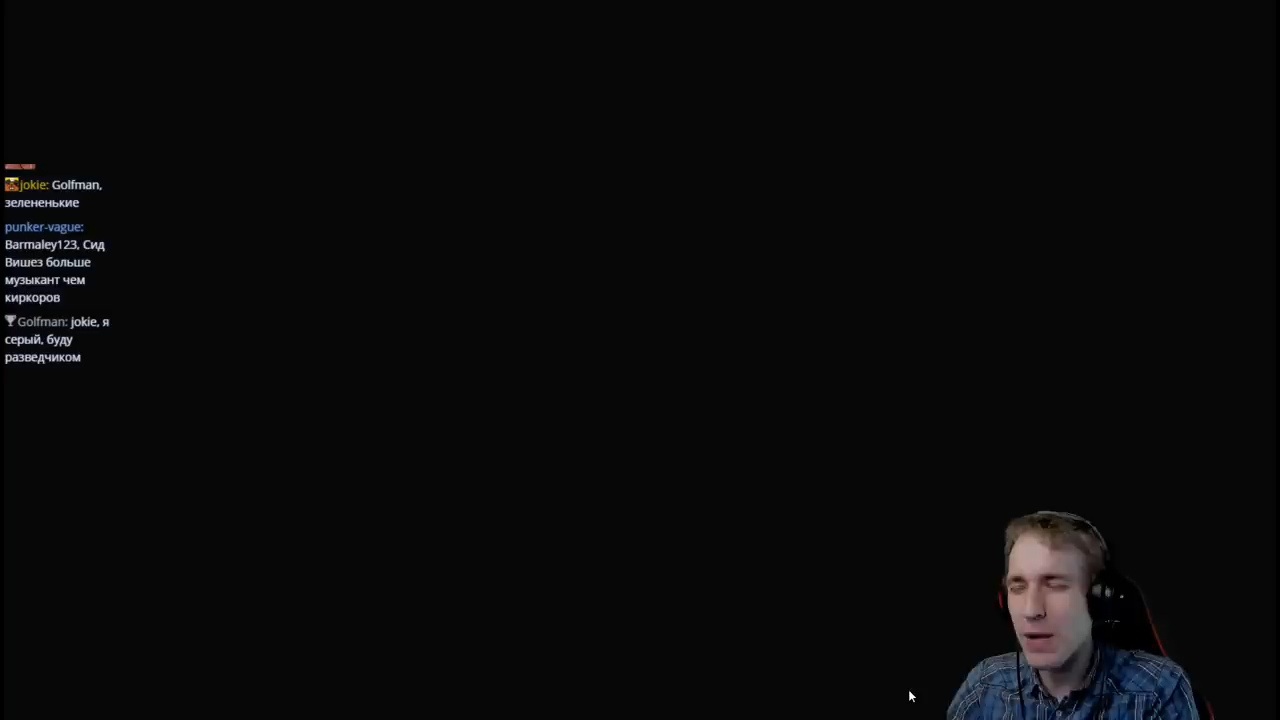 jokie: Golfman,
зелененькие
punker-vague:
Barmaley123, Сид
Вишез больше
музыкант чем
киркоров
Golfman: jokie, я
серый, буду
разведчиком